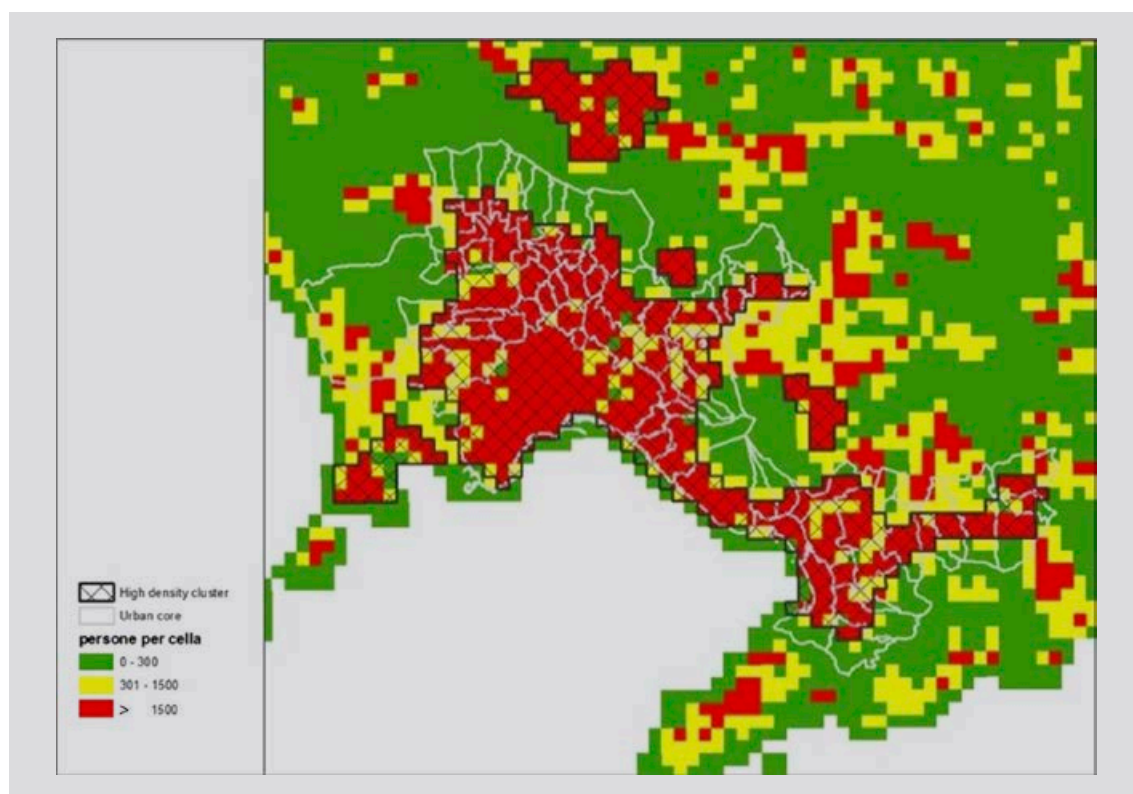 High density cluster
Urban core
persone per cella
0 - 300
301 - 1500
> 1500